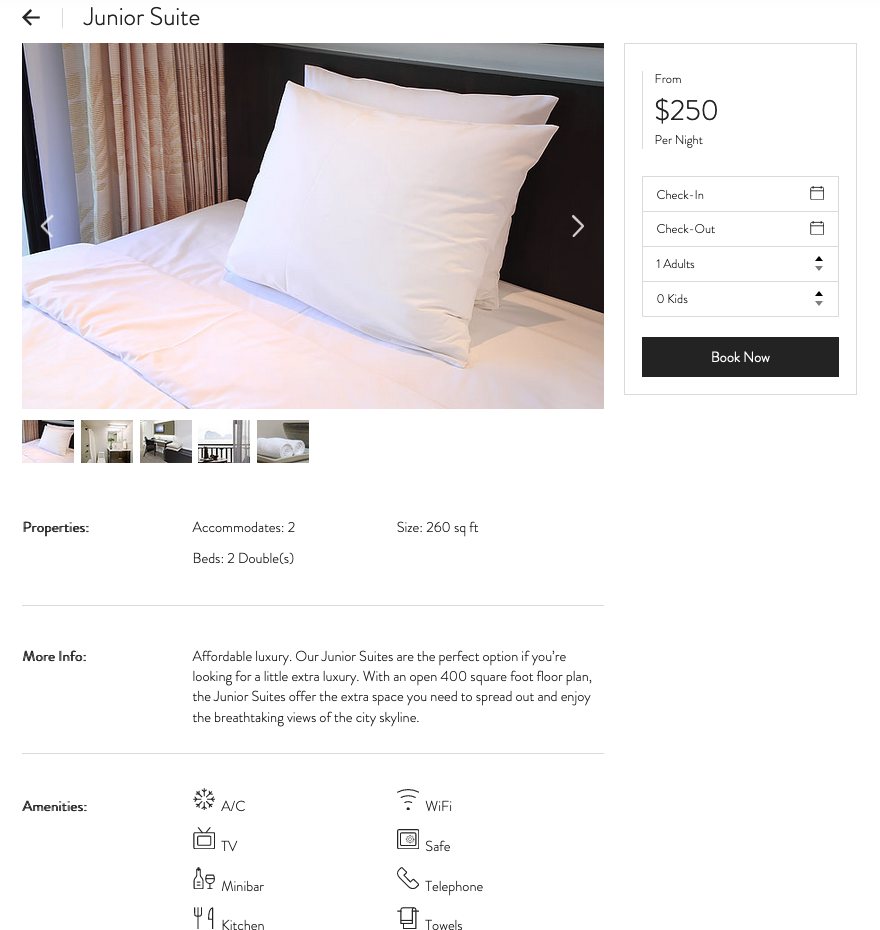 Junior Suite
From
$250
Per Night
Check-In
Check-Out
1 Adults
0 Kids
Book Now
Properties:
Accommodates: 2
Size: 260 sq ft
Beds: 2 Double(s)
More Info:
Affordable luxury. Our Junior Suites are the perfect option if you’re
looking for a little extra luxury. With an open 400 square foot floor plan,
the Junior Suites offer the extra space you need to spread out and enjoy
the breathtaking views of the city skyline.
Amenities:
A/C
WiFi
TV
Safe
Minibar
Telephone
Kitchen
Towels